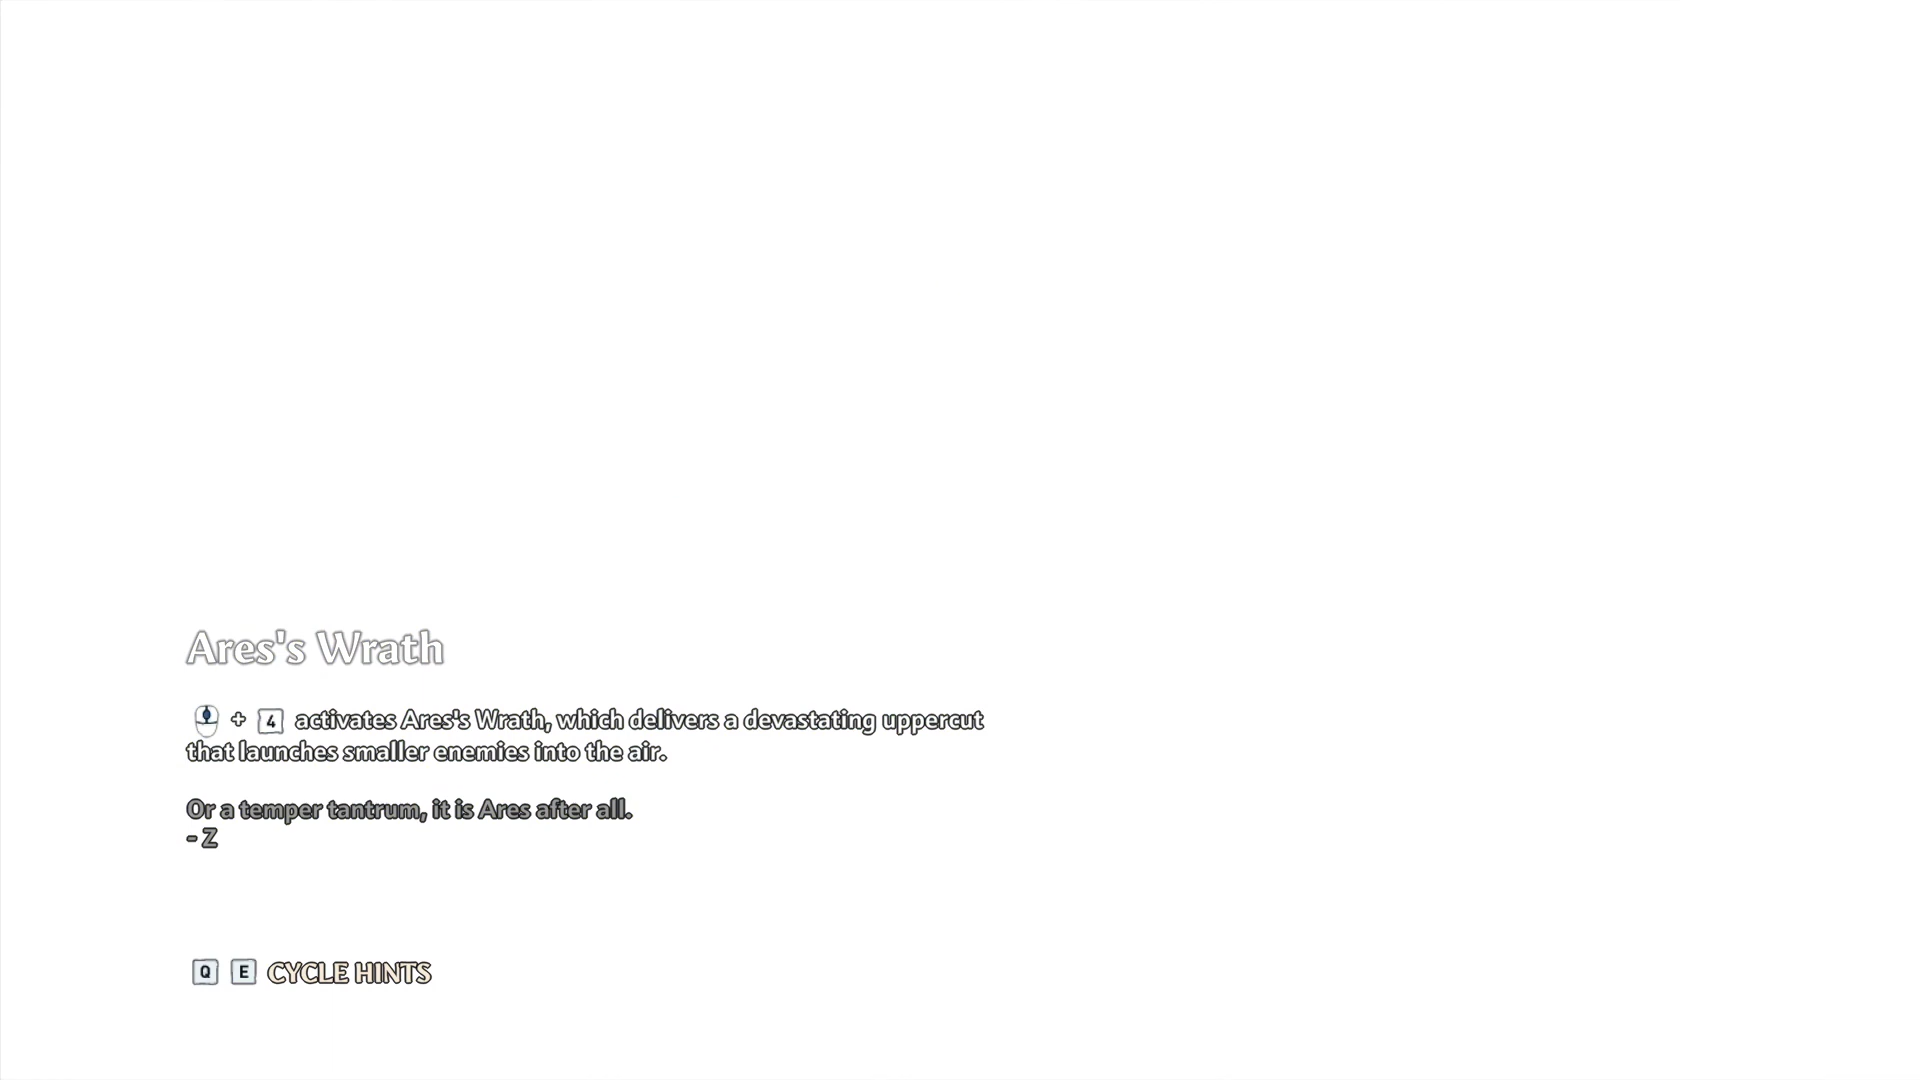 Ares's Wrath
+ 4 activates Ares's Wrath, which delivers a devastating uppercut
that launches smaller enemies into the air.
Or a temper tantrum, it is Ares after all.
- Z
Q E CYCLE HINTS